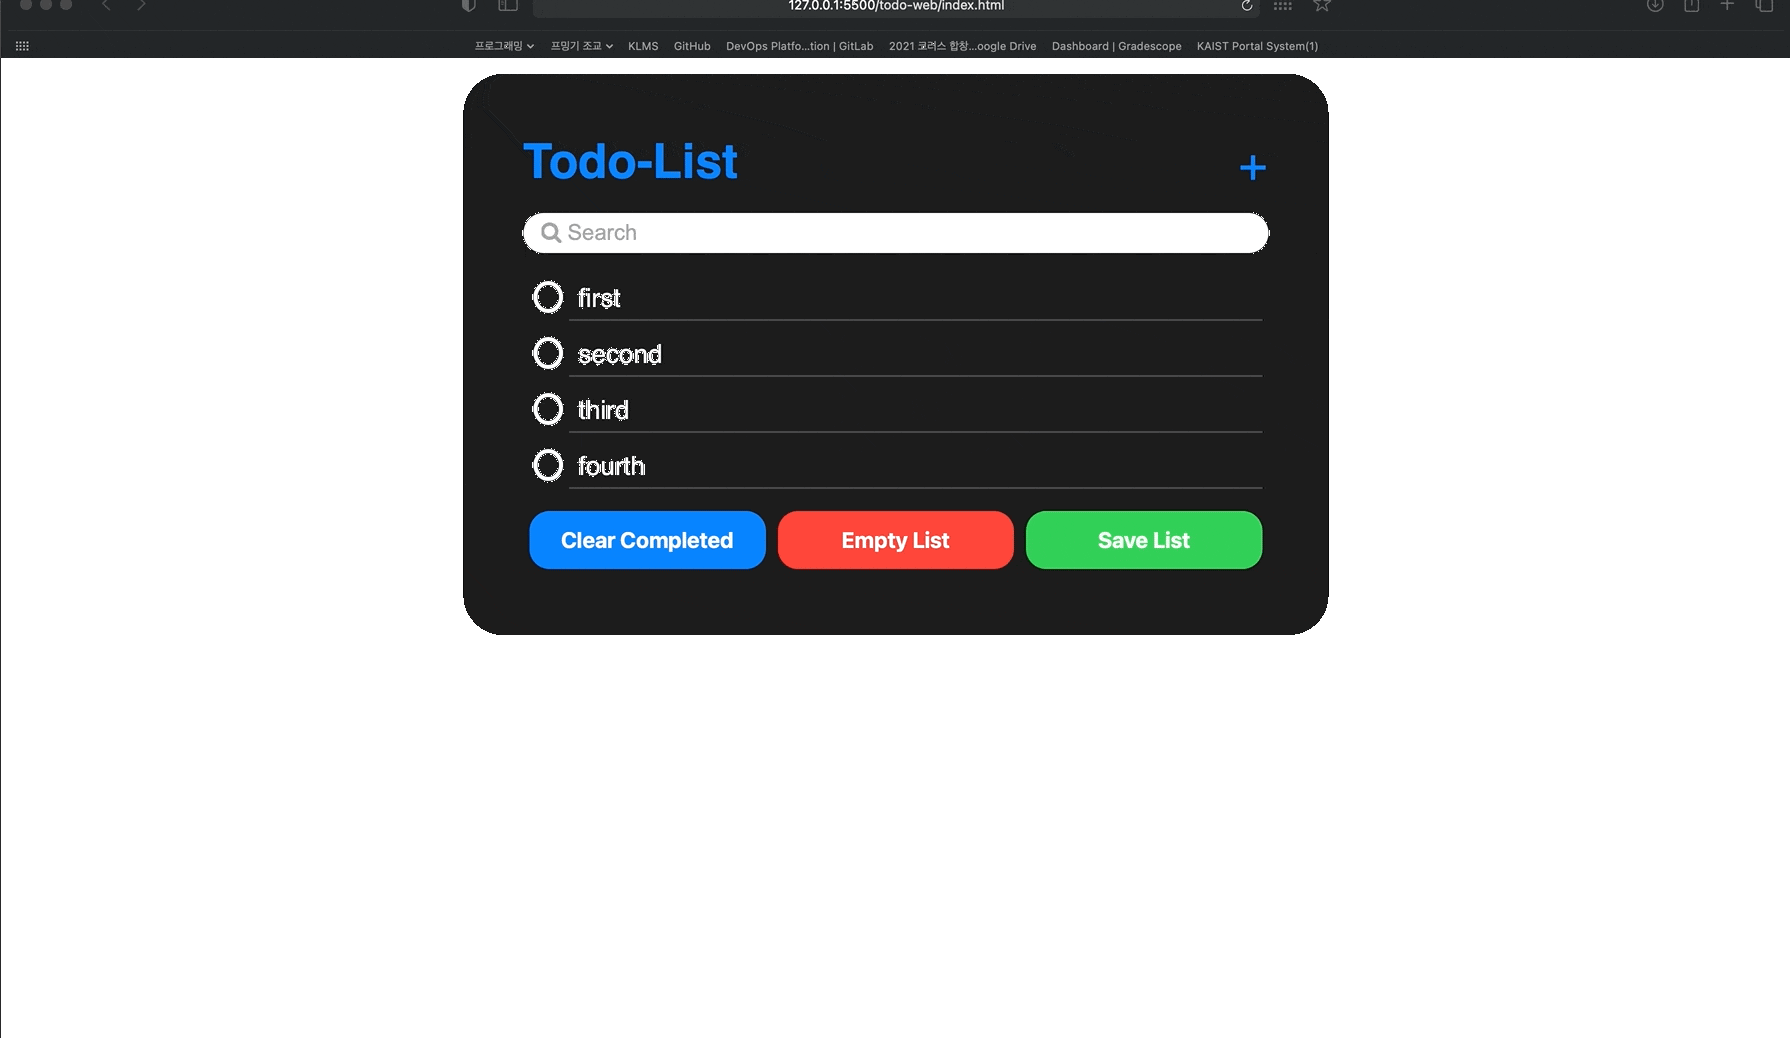 127.0.0.1:5500/todo-web/index.html
프로그래밍 프밍기 조교 KLMS GitHub DevOps Platfo...tion | GitLab 2021 코러스 합창...oogle Drive Dashboard | Gradescope KAIST Portal System(1)
Todo-List
Search
first
second
third
fourth
Clear Completed Empty List Save List